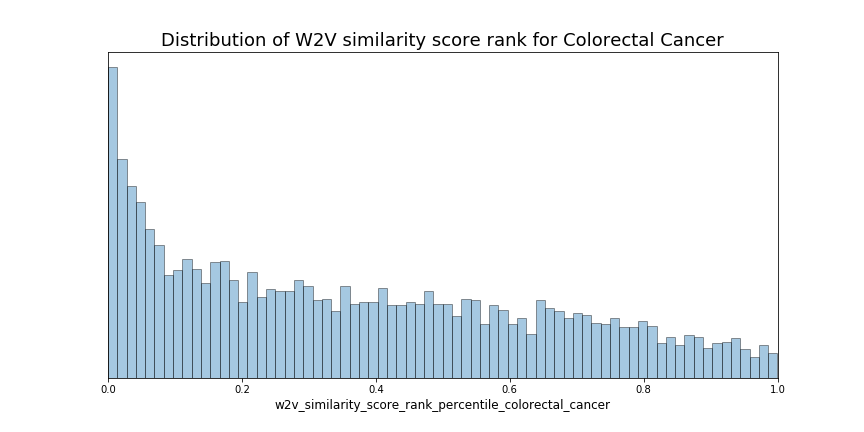 Distribution of W2V similarity score rank for Colorectal Cancer
0.0 0.2 0.4 0.6 0.8 1.0
w2v_similarity_score_rank_percentile_colorectal_cancer